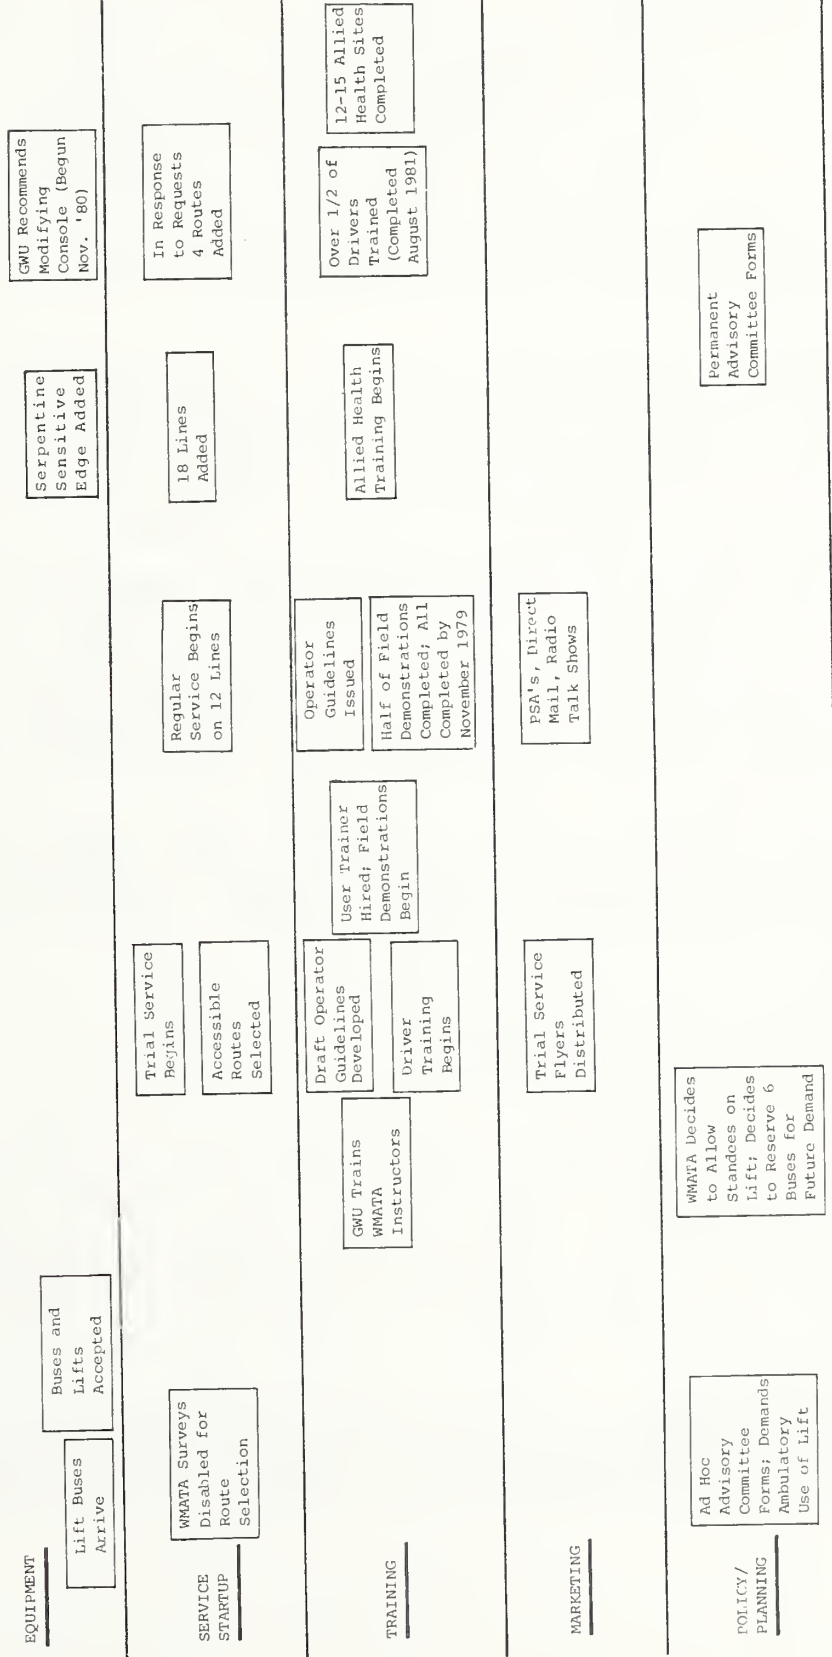 EQUIPMENT
Lift Buses
Arrive
Buses and
Lifts
Accepted
Serpentine
Sensitive
Edge Added
GWU Recommends
Modifying
Console (Begun
Nov. '80)
SERVICE
STARTUP
WMATA Surveys
Disabled for
Route
Selection
Trial Service
Begins
Accessible
Routes
Selected
Regular
Service Begins
on 12 Lines
18 Lines
Added
In Response
to Requests
4 Routes
Added
TRAINING
GWU Trains
WMATA
Instructors
Draft Operator
Guidelines
Developed
Driver
Training
Begins
User Trainer
Hired; Field
Demonstrations
Begin
Operator
Guidelines
Issued
Half of Field
Demonstrations
Completed; All
Completed by
November 1979
Allied Health
Training Begins
Over 1/2 of
Drivers
Trained
(Completed
August 1981)
12-15 Allied
Health Sites
Completed
MARKETING
Trial Service
Flyers
Distributed
PSA's, Direct
Mail, Radio
Talk Shows
POLICY/
PLANNING
Ad Hoc
Advisory
Committee
Forms; Demands
Ambulatory
Use of Lift
WMATA Decides
to Allow
Standees on
Lift; Decides
to Reserve 6
Buses for
Future Demand
Permanent
Advisory
Committee Forms